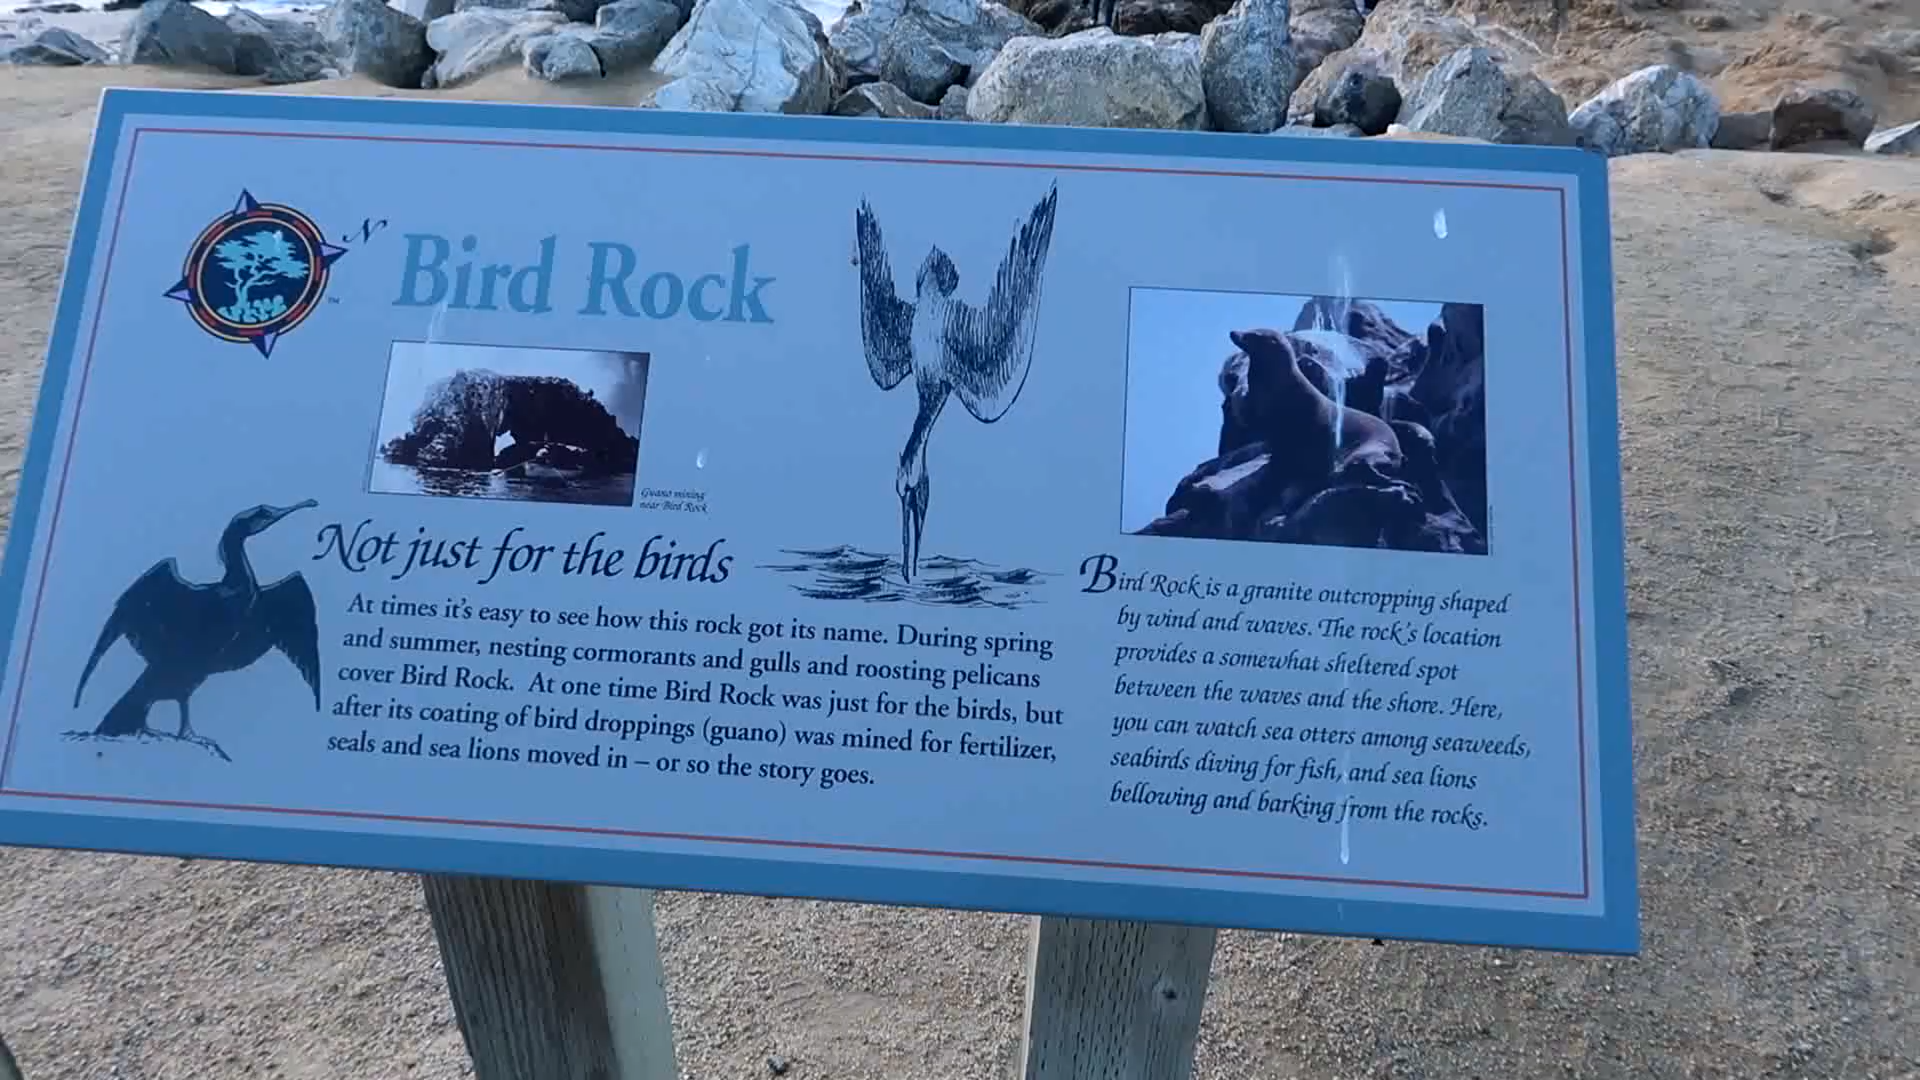 N
Bird Rock
Guano mining
near Bird Rock
Not just for the birds
At times it's easy to see how this rock got its name. During spring
and summer, nesting cormorants and gulls and roosting pelicans
cover Bird Rock. At one time Bird Rock was just for the birds, but
after its coating of bird droppings (guano) was mined for fertilizer,
seals and sea lions moved in – or so the story goes.
Bird Rock is a granite outcropping shaped
by wind and waves. The rock's location
provides a somewhat sheltered spot
between the waves and the shore. Here,
you can watch sea otters among seaweeds,
seabirds diving for fish, and sea lions
bellowing and barking from the rocks.